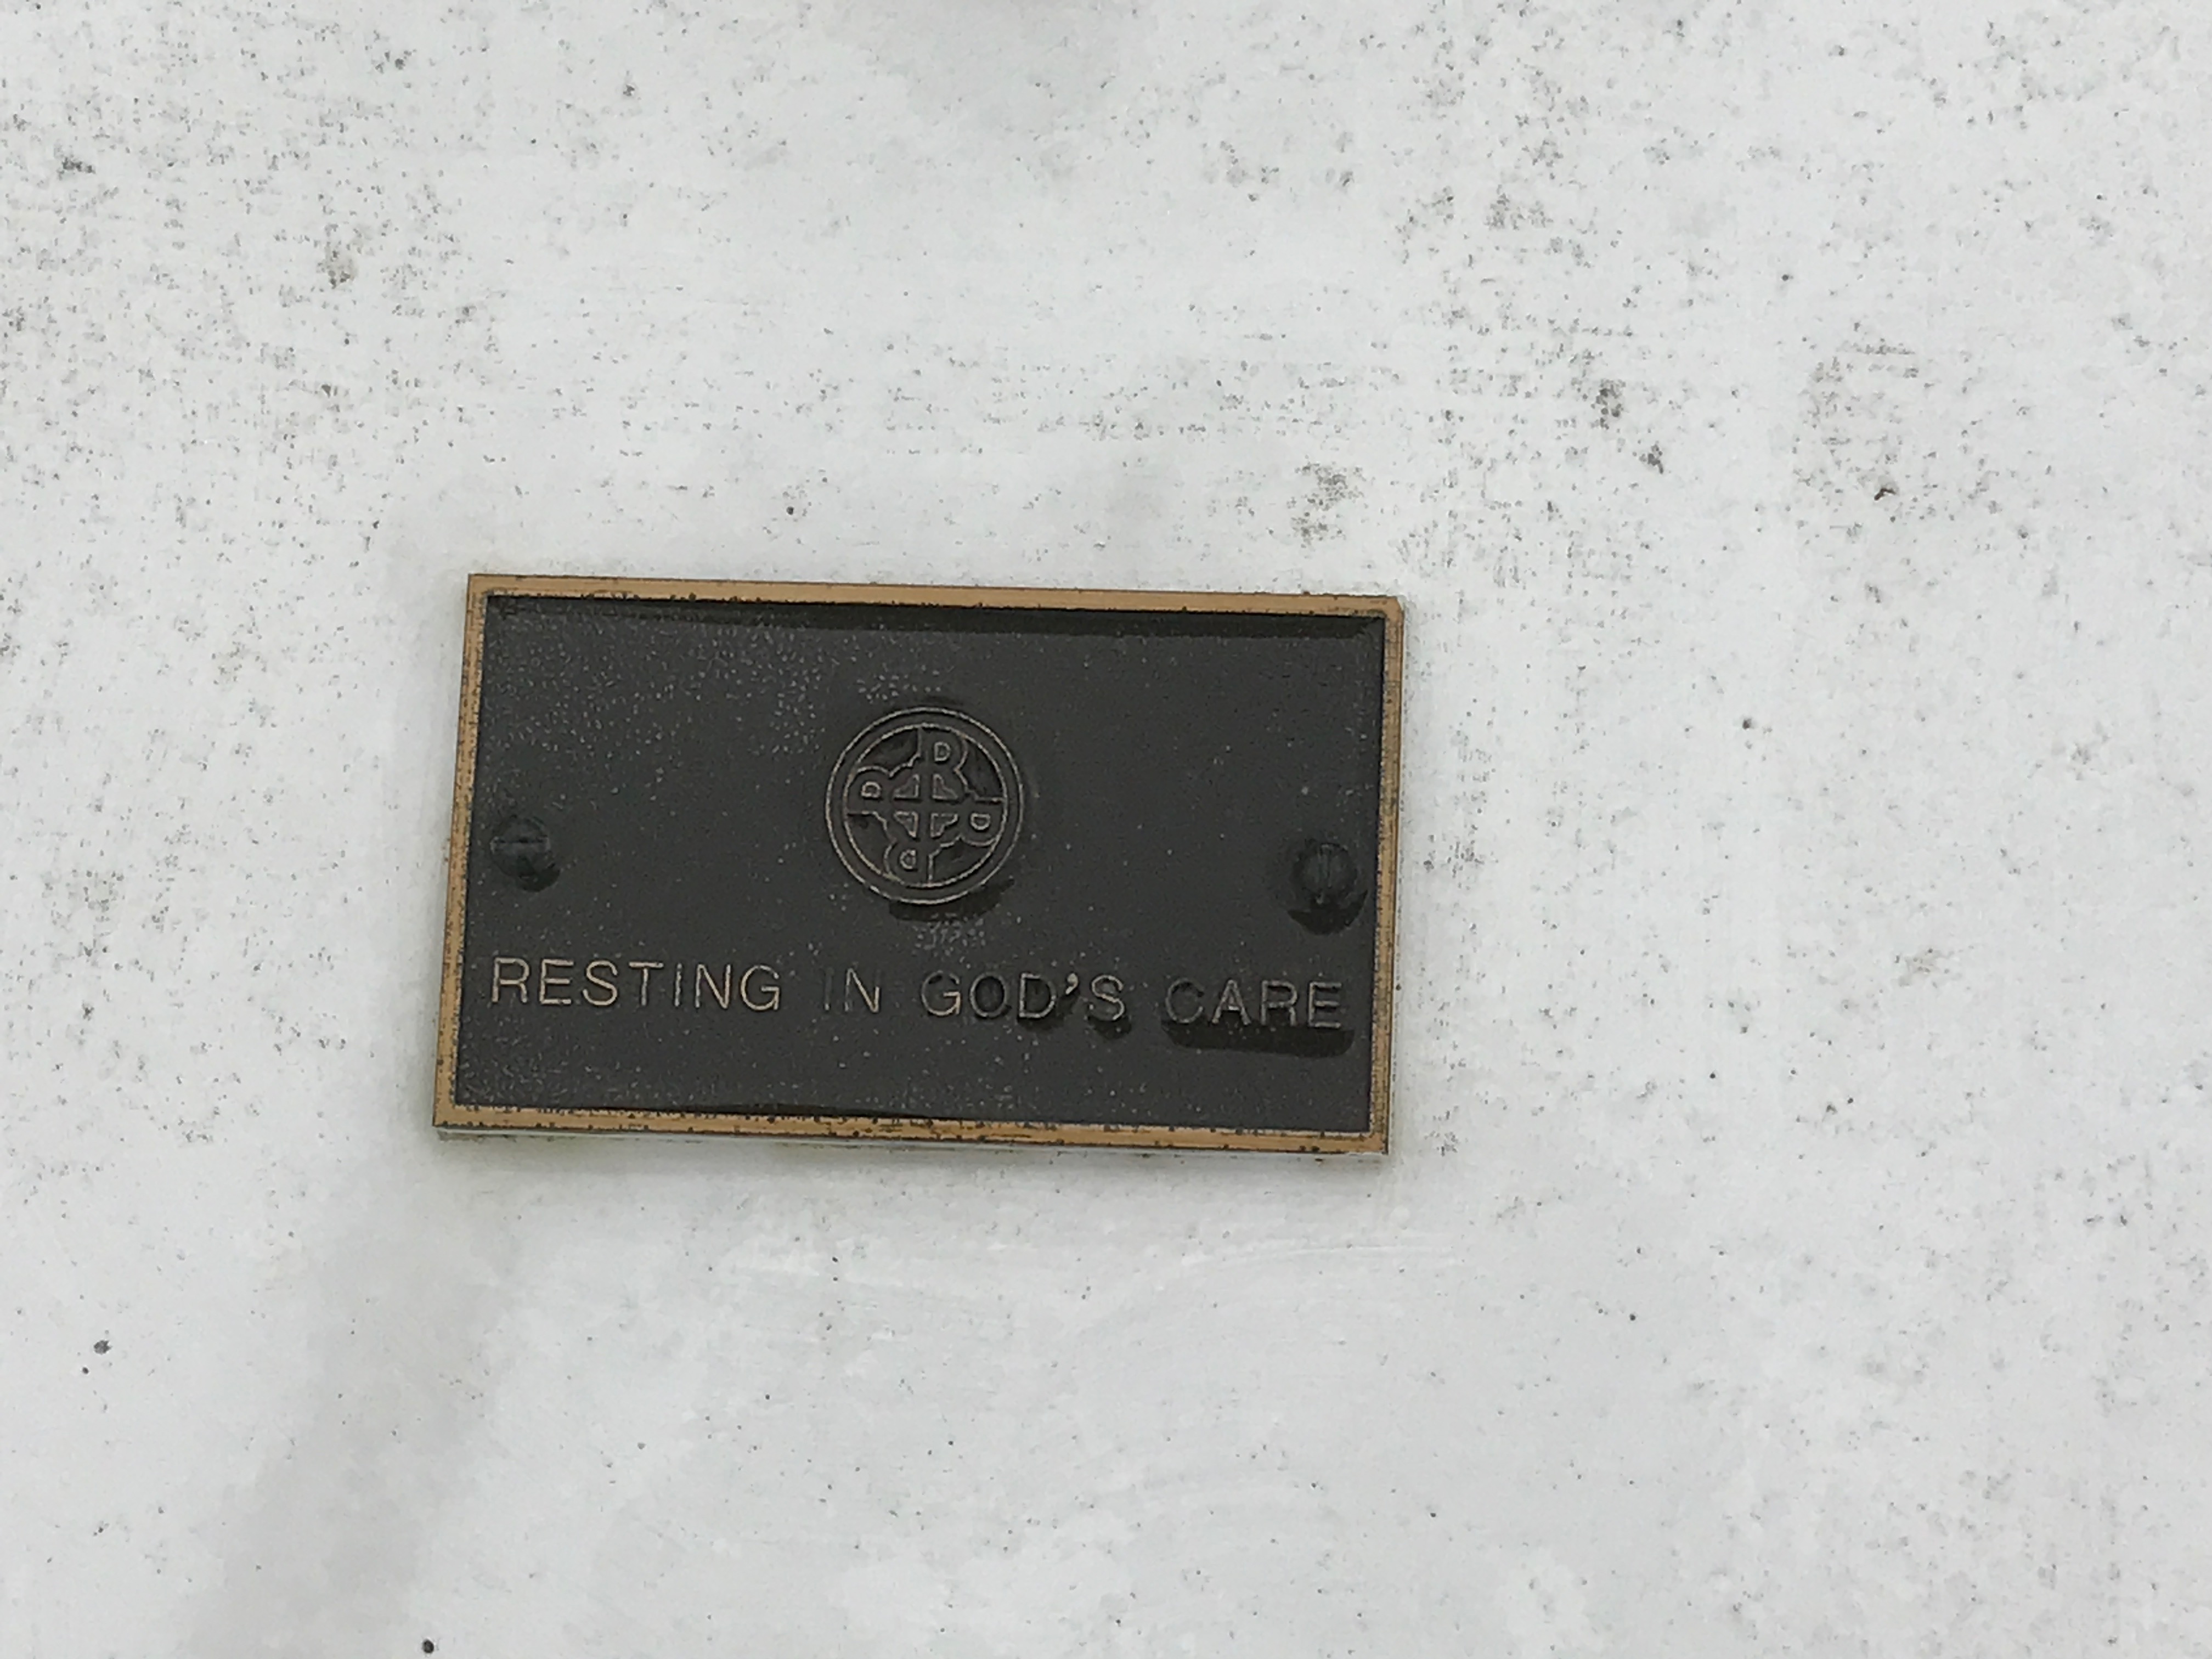 RESTING IN GOD'S CARE